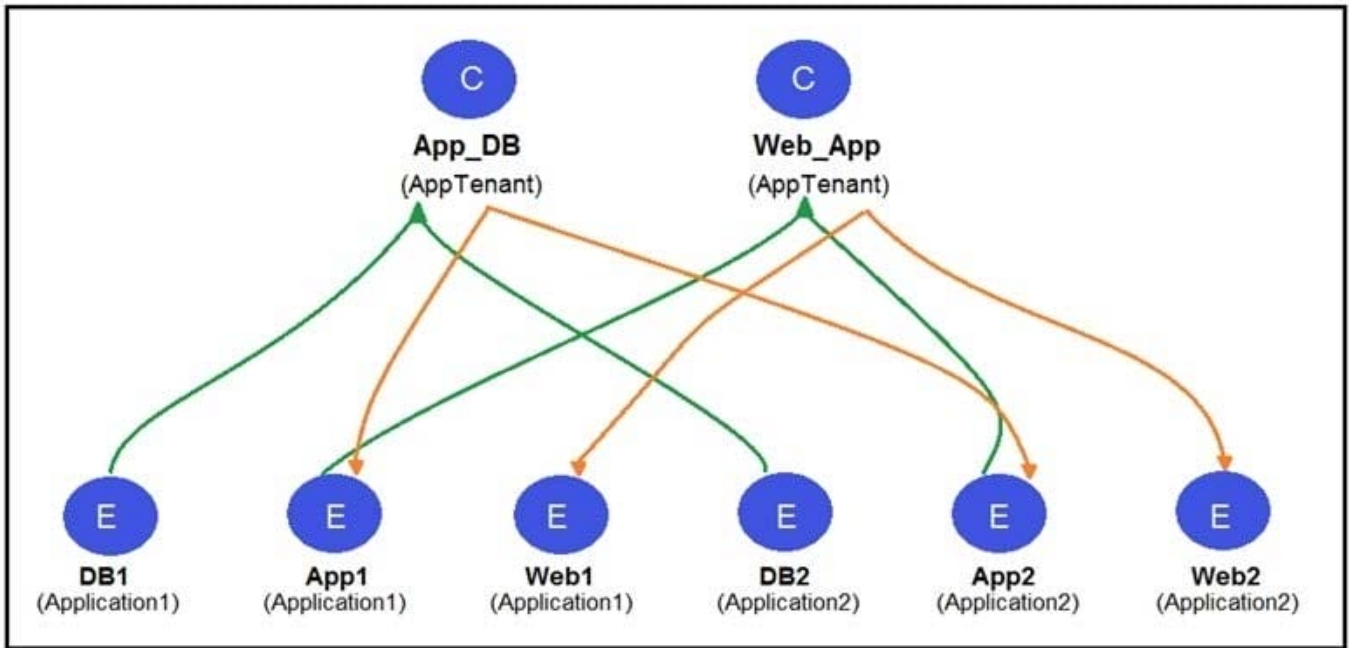 C
App_DB
(AppTenant)
C
Web_App
(AppTenant)
E
DB1
(Application1)
E
App1
(Application1)
E
Web1
(Application1)
E
DB2
(Application2)
E
App2
(Application2)
E
Web2
(Application2)